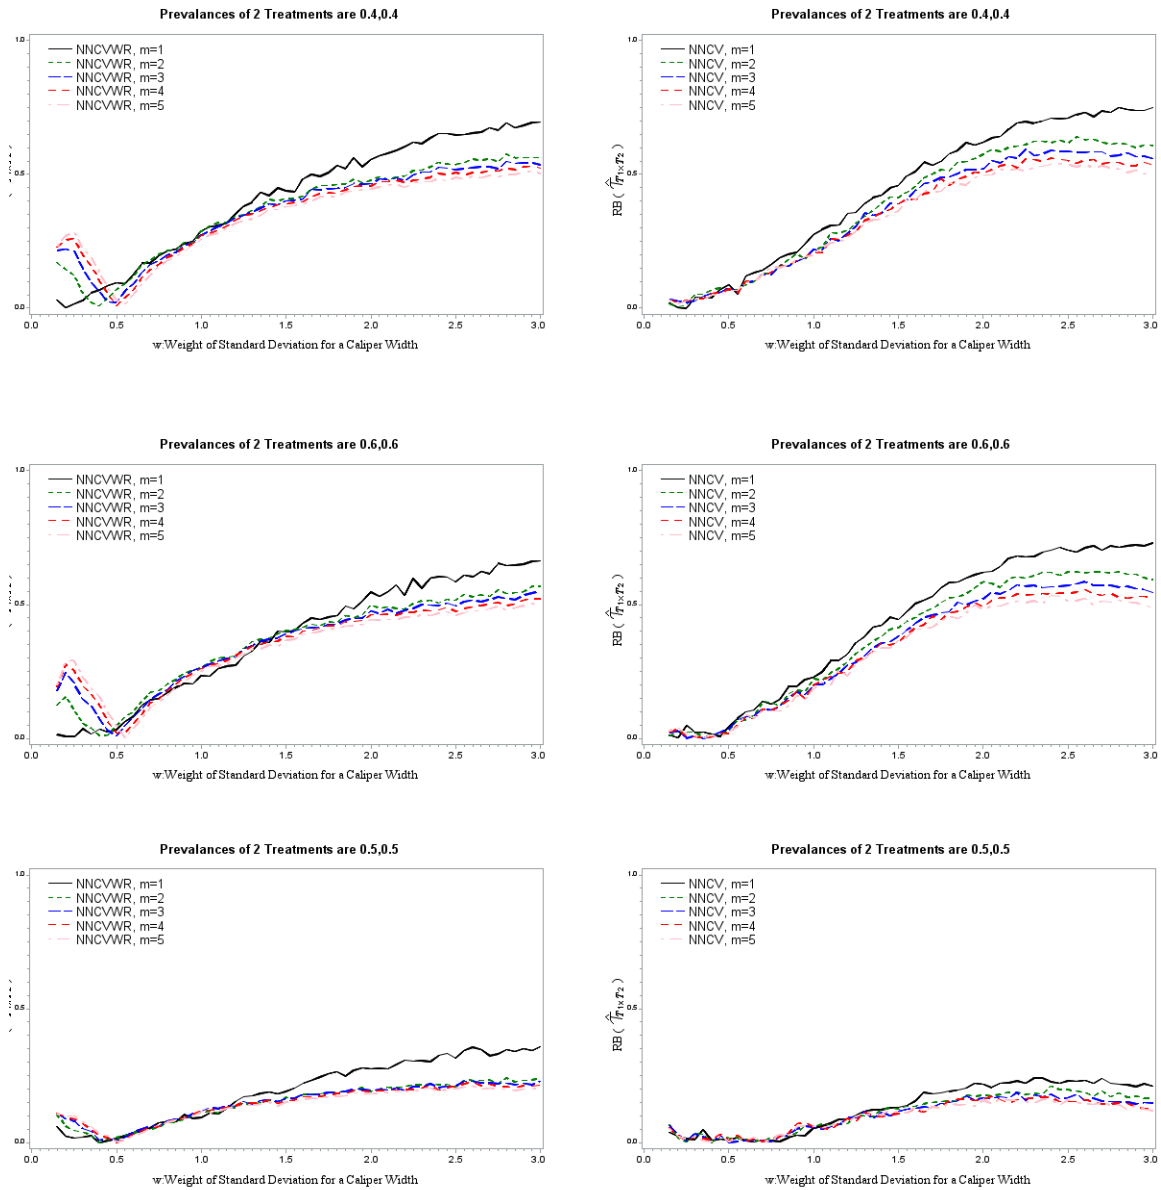 Prevalances of 2 Treatments are 0.4,0.4
1.0
0.5
0.0
NNCVWR, m=1
NNCVWR, m=2
NNCVWR, m=3
NNCVWR, m=4
NNCVWR, m=5
0.0 0.5 1.0 1.5 2.0 2.5 3.0
w:Weight of Standard Deviation for a Caliper Width
Prevalances of 2 Treatments are 0.4,0.4
1.0
0.5
0.0
RB ( π̂T1×T2 )
NNCV, m=1
NNCV, m=2
NNCV, m=3
NNCV, m=4
NNCV, m=5
0.0 0.5 1.0 1.5 2.0 2.5 3.0
w:Weight of Standard Deviation for a Caliper Width
Prevalances of 2 Treatments are 0.6,0.6
1.0
0.5
0.0
NNCVWR, m=1
NNCVWR, m=2
NNCVWR, m=3
NNCVWR, m=4
NNCVWR, m=5
0.0 0.5 1.0 1.5 2.0 2.5 3.0
w:Weight of Standard Deviation for a Caliper Width
Prevalances of 2 Treatments are 0.6,0.6
1.0
0.5
0.0
RB ( π̂T1×T2 )
NNCV, m=1
NNCV, m=2
NNCV, m=3
NNCV, m=4
NNCV, m=5
0.0 0.5 1.0 1.5 2.0 2.5 3.0
w:Weight of Standard Deviation for a Caliper Width
Prevalances of 2 Treatments are 0.5,0.5
1.0
0.5
0.0
NNCVWR, m=1
NNCVWR, m=2
NNCVWR, m=3
NNCVWR, m=4
NNCVWR, m=5
0.0 0.5 1.0 1.5 2.0 2.5 3.0
w:Weight of Standard Deviation for a Caliper Width
Prevalances of 2 Treatments are 0.5,0.5
1.0
0.5
0.0
RB ( π̂T1×T2 )
NNCV, m=1
NNCV, m=2
NNCV, m=3
NNCV, m=4
NNCV, m=5
0.0 0.5 1.0 1.5 2.0 2.5 3.0
w:Weight of Standard Deviation for a Caliper Width